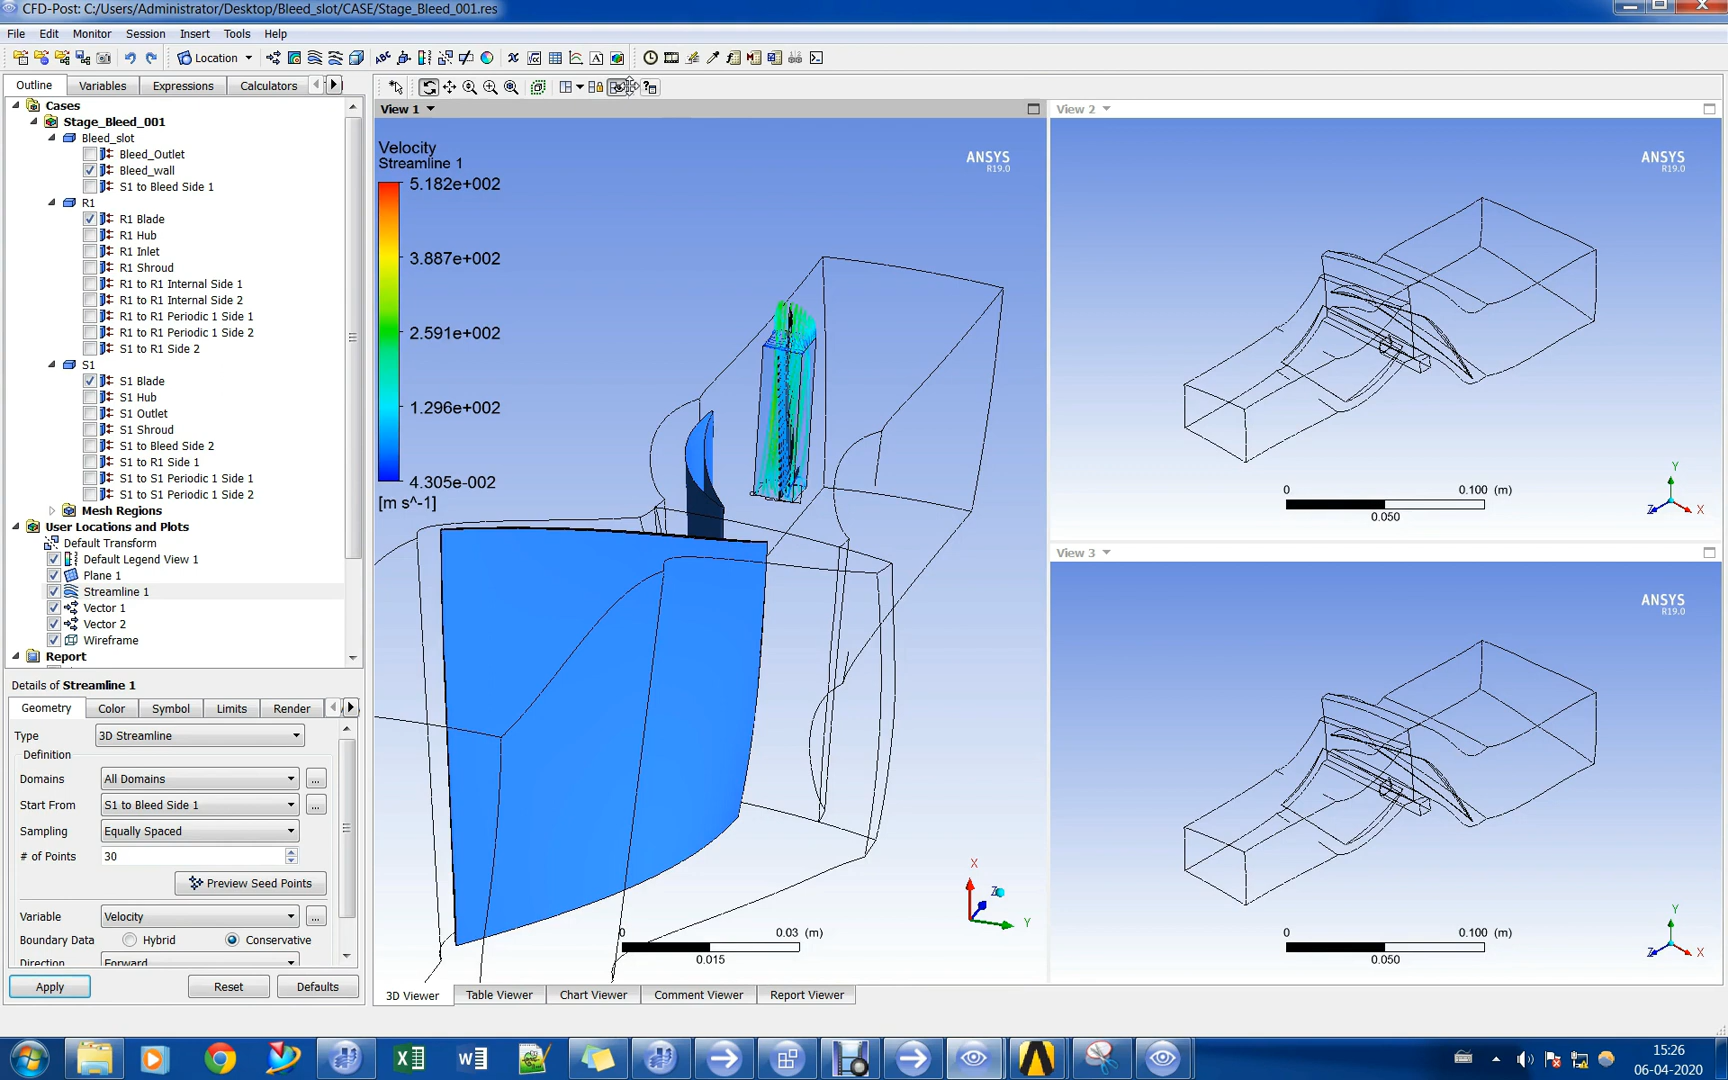 CFD-Post: C:/Users/Administrator/Desktop/Bleed_slot/CASE/Stage_Bleed_001.res
File Edit Monitor Session Insert Tools Help
Location
Outline Variables Expressions Calculators
Cases
Stage_Bleed_001
Bleed_slot
Bleed_Outlet
Bleed_wall
S1 to Bleed Side 1
R1
R1 Blade
R1 Hub
R1 Inlet
R1 Shroud
R1 to R1 Internal Side 1
R1 to R1 Internal Side 2
R1 to R1 Periodic 1 Side 1
R1 to R1 Periodic 1 Side 2
S1 to R1 Side 2
S1
S1 Blade
S1 Hub
S1 Outlet
S1 Shroud
S1 to Bleed Side 2
S1 to R1 Side 1
S1 to S1 Periodic 1 Side 1
S1 to S1 Periodic 1 Side 2
Mesh Regions
User Locations and Plots
Default Transform
Default Legend View 1
Plane 1
Streamline 1
Vector 1
Vector 2
Wireframe
Report
Details of Streamline 1
Geometry Color Symbol Limits Render
Type 3D Streamline
Definition
Domains All Domains ...
Start From S1 to Bleed Side 1 ...
Sampling Equally Spaced
# of Points 30
Preview Seed Points
Variable Velocity ...
Boundary Data Hybrid Conservative
Direction Forward
Apply Reset Defaults
View 1
Velocity
Streamline 1
5.182e+002
3.887e+002
2.591e+002
1.296e+002
4.305e-002
[m s^-1]
ANSYS
R19.0
X
Z
Y
0 0.03 (m)
0.015
View 2
ANSYS
R19.0
0 0.100 (m)
0.050
Y
Z X
View 3
ANSYS
R19.0
0 0.100 (m)
0.050
Y
Z X
3D Viewer Table Viewer Chart Viewer Comment Viewer Report Viewer
15:26
06-04-2020